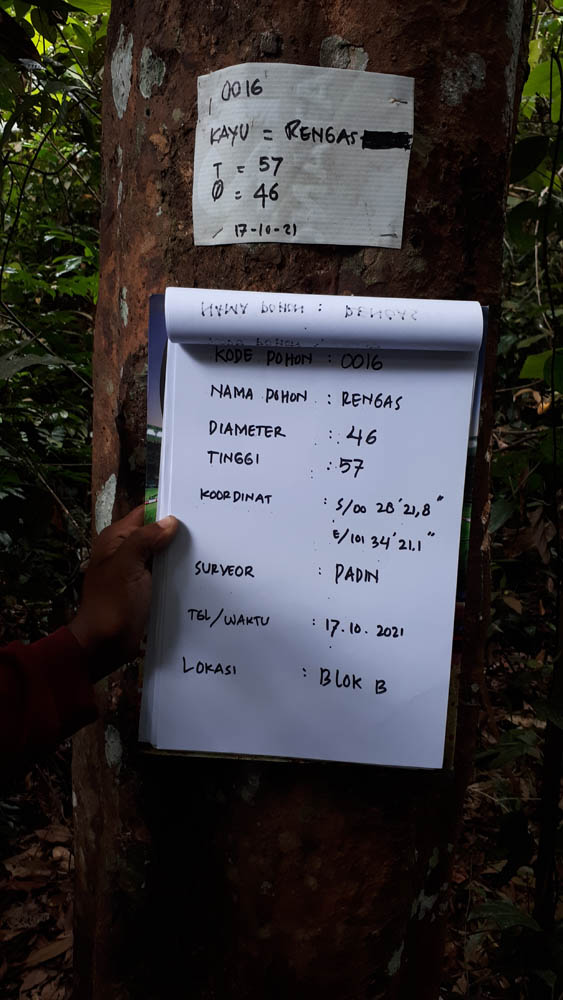 0016
KAYU = RENGAS
T = 57
Ø = 46
17-10-21
NAMA POHON : RENGAS
KODE POHON : 0016
NAMA POHON : RENGAS
DIAMETER : 46
TINGGI : 57
KOORDINAT : S/00 28'21,8"
E/101 34'21.1"
SURVEOR : PADIN
TGL/WAKTU : 17.10.2021
LOKASI : BLOK B